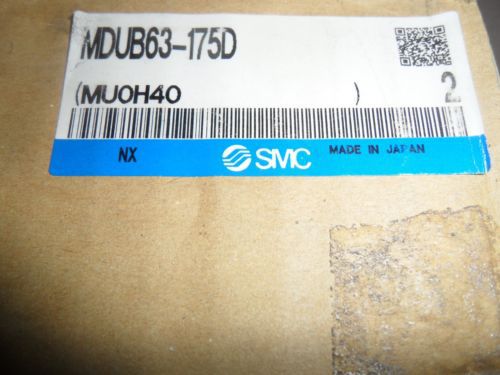 MDUB63-175D
(MU0H40 )
2
NX SMC MADE IN JAPAN